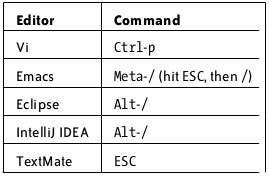 Editor Command
Vi Ctrl-p
Emacs Meta-/ (hit ESC, then /)
Eclipse Alt-/
IntelliJ IDEA Alt-/
TextMate ESC